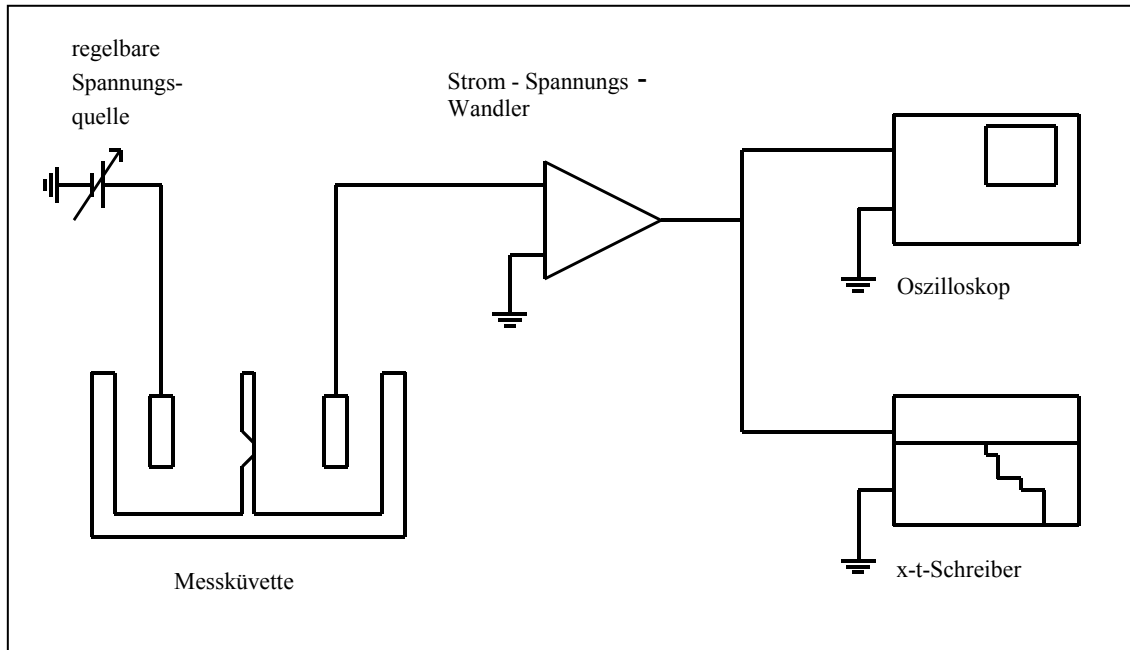 regelbare
Spannungs-
quelle
Strom - Spannungs -
Wandler
Oszilloskop
Messküvette
x-t-Schreiber